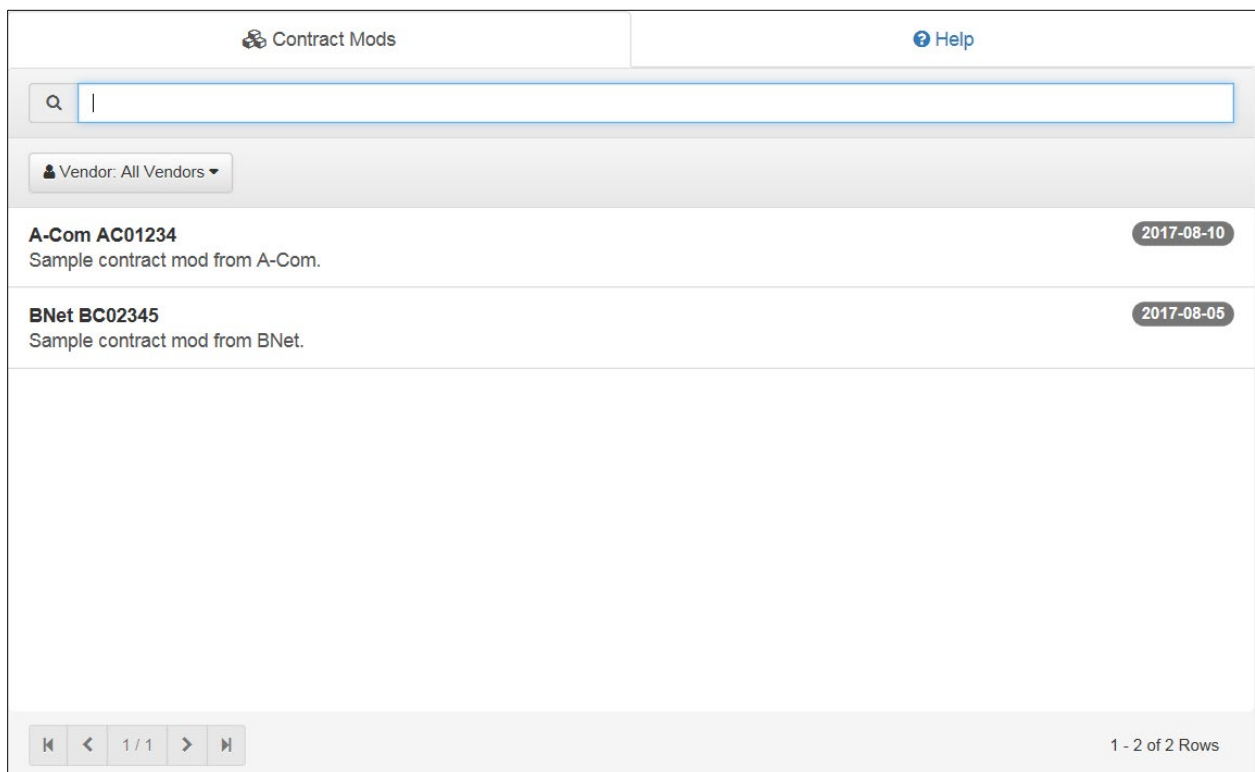 Contract Mods
Help
Vendor: All Vendors
A-Com AC01234
2017-08-10
Sample contract mod from A-Com.
BNet BC02345
2017-08-05
Sample contract mod from BNet.
1 / 1
1 - 2 of 2 Rows